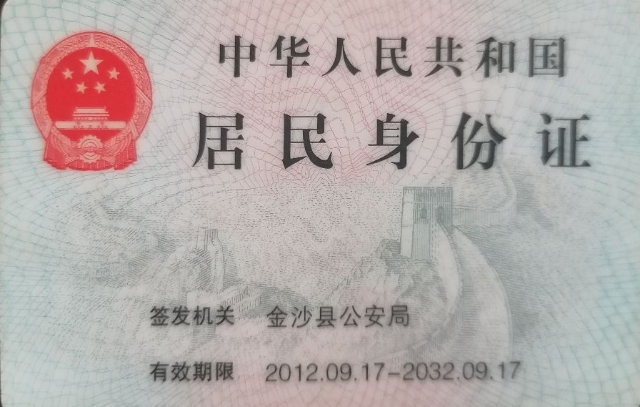 中华人民共和国
居民身份证
签发机关 金沙县公安局
有效期限 2012.09.17-2032.09.17